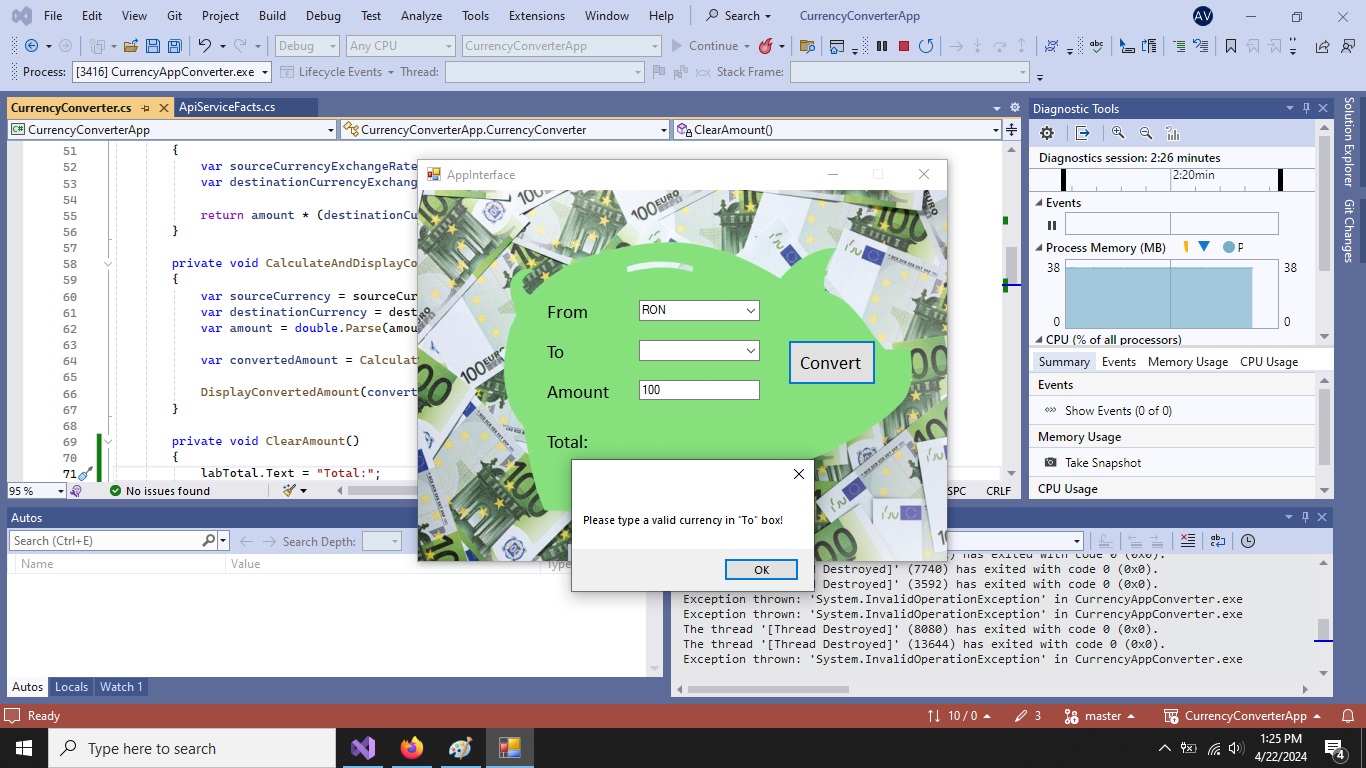 File Edit View Git Project Build Debug Test Analyze Tools Extensions Window Help Search CurrencyConverterApp AV
Debug Any CPU CurrencyConverterApp Continue
Process: [3416] CurrencyAppConverter.exe Lifecycle Events Thread: Stack Frame:
CurrencyConverter.cs ApiServiceFacts.cs
CurrencyConverterApp CurrencyConverterApp.CurrencyConverter ClearAmount()
51 {
52 var sourceCurrencyExchangeRate
53 var destinationCurrencyExchang
54
55 return amount * (destinationCu
56 }
57
58 private void CalculateAndDisplayCo
59 {
60 var sourceCurrency = sourceCur
61 var destinationCurrency = dest
62 var amount = double.Parse(amou
63
64 var convertedAmount = Calculat
65
66 DisplayConvertedAmount(convert
67 }
68
69 private void ClearAmount()
70 {
71 labTotal.Text = "Total:";
95 % No issues found SPC CRLF
AppInterface
From RON
To
Convert
Amount 100
Total:
Please type a valid currency in "To" box!
OK
Diagnostic Tools
Diagnostics session: 2:26 minutes
2:20min
Events
Process Memory (MB) P
38 38
0 0
CPU (% of all processors)
Summary Events Memory Usage CPU Usage
Events
Show Events (0 of 0)
Memory Usage
Take Snapshot
CPU Usage
Solution Explorer
Git Changes
Autos
Search (Ctrl+E) Search Depth:
Name Value Type
Autos Locals Watch 1
has exited with code 0 (0x0).
Destroyed]' (7740) has exited with code 0 (0x0).
Destroyed]' (3592) has exited with code 0 (0x0).
Exception thrown: 'System.InvalidOperationException' in CurrencyAppConverter.exe
Exception thrown: 'System.InvalidOperationException' in CurrencyAppConverter.exe
The thread '[Thread Destroyed]' (8080) has exited with code 0 (0x0).
The thread '[Thread Destroyed]' (13644) has exited with code 0 (0x0).
Exception thrown: 'System.InvalidOperationException' in CurrencyAppConverter.exe
Ready 10 / 0 3 master CurrencyConverterApp
Type here to search
1:25 PM
4/22/2024
4